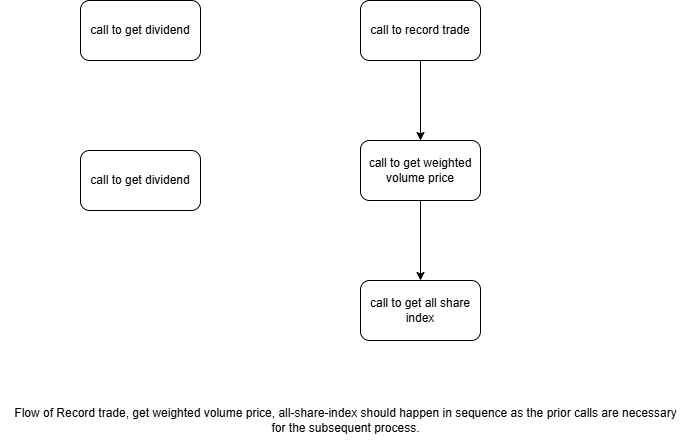 call to get dividend
call to record trade
call to get weighted
volume price
call to get dividend
call to get all share
index
Flow of Record trade, get weighted volume price, all-share-index should happen in sequence as the prior calls are necessary
for the subsequent process.